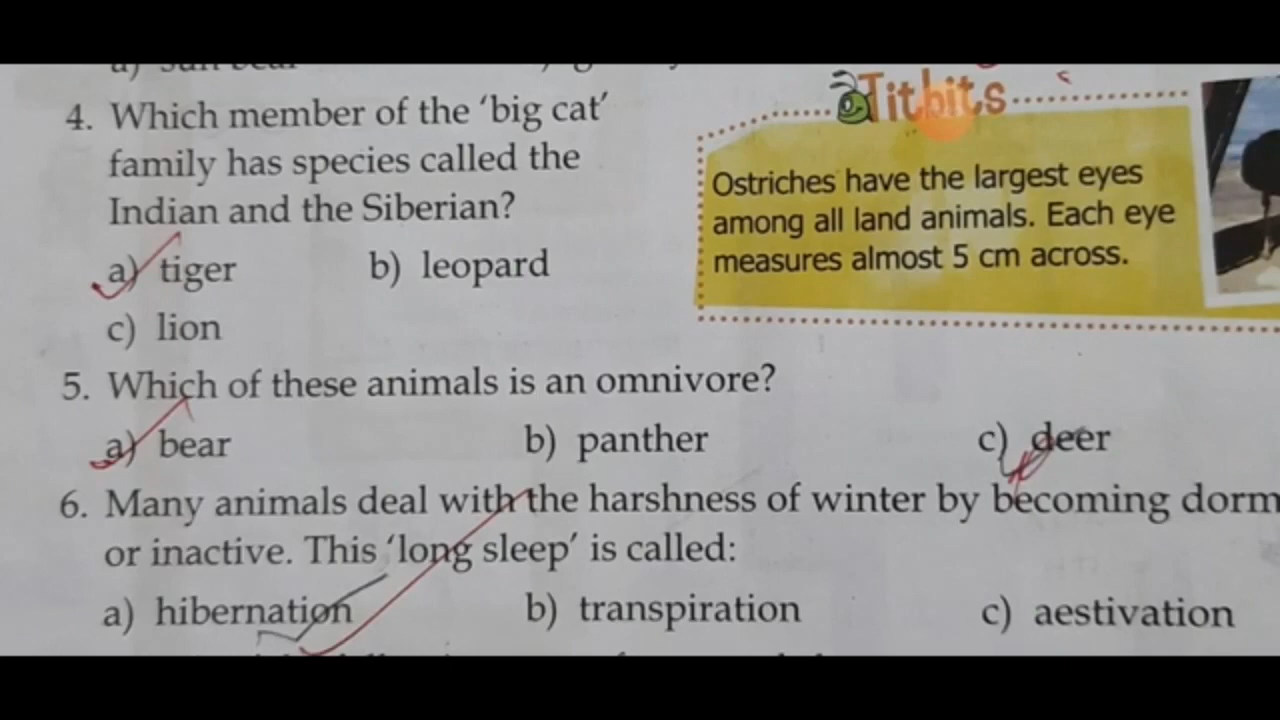 4. Which member of the ‘big cat’
family has species called the
Indian and the Siberian?
a) tiger b) leopard
c) lion
Titbits
Ostriches have the largest eyes
among all land animals. Each eye
measures almost 5 cm across.
5. Which of these animals is an omnivore?
a) bear b) panther c) deer
6. Many animals deal with the harshness of winter by becoming dorm
or inactive. This ‘long sleep’ is called:
a) hibernation b) transpiration c) aestivation